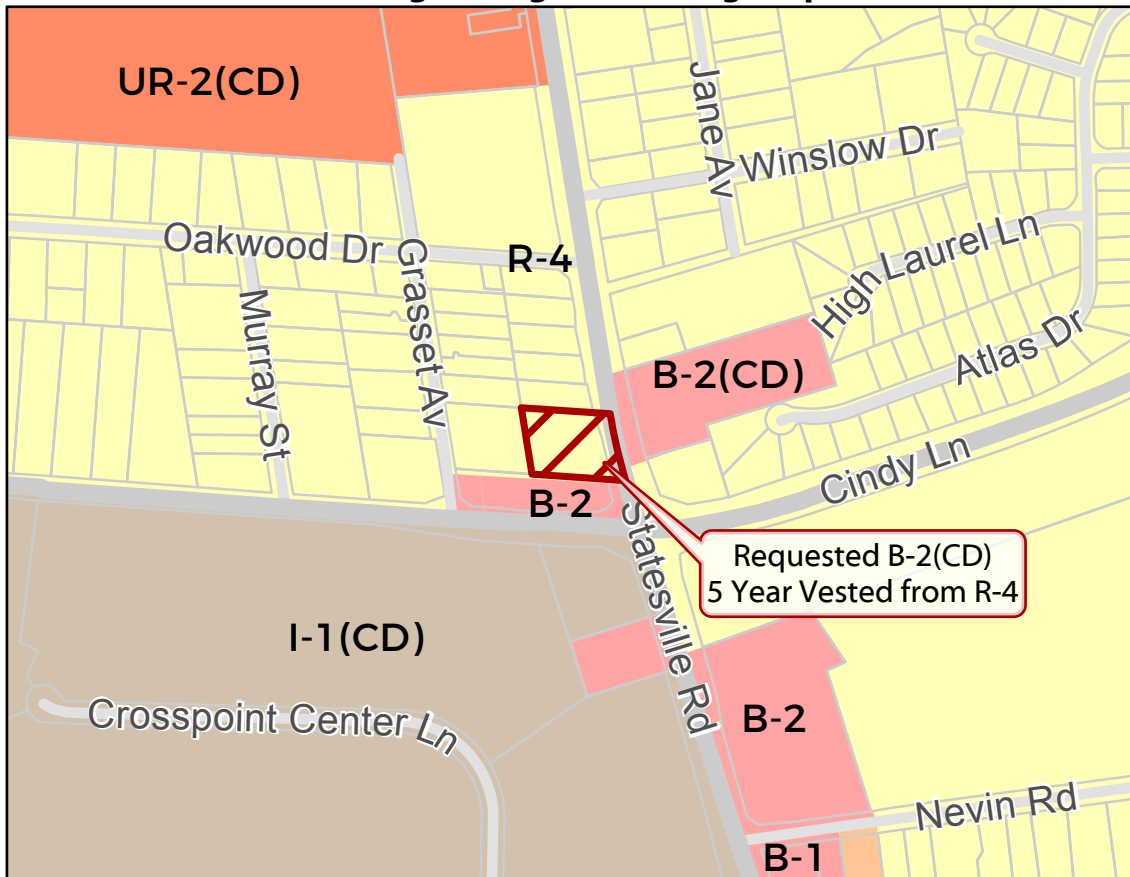 UR-2(CD)
Jane Av
Winslow Dr
Oakwood Dr
Grasset Av
R-4
High Laurel Ln
Murray St
B-2(CD)
Atlas Dr
Cindy Ln
B-2
Statesville Rd
Requested B-2(CD)
5 Year Vested from R-4
I-1(CD)
Crosspoint Center Ln
B-2
Nevin Rd
B-1